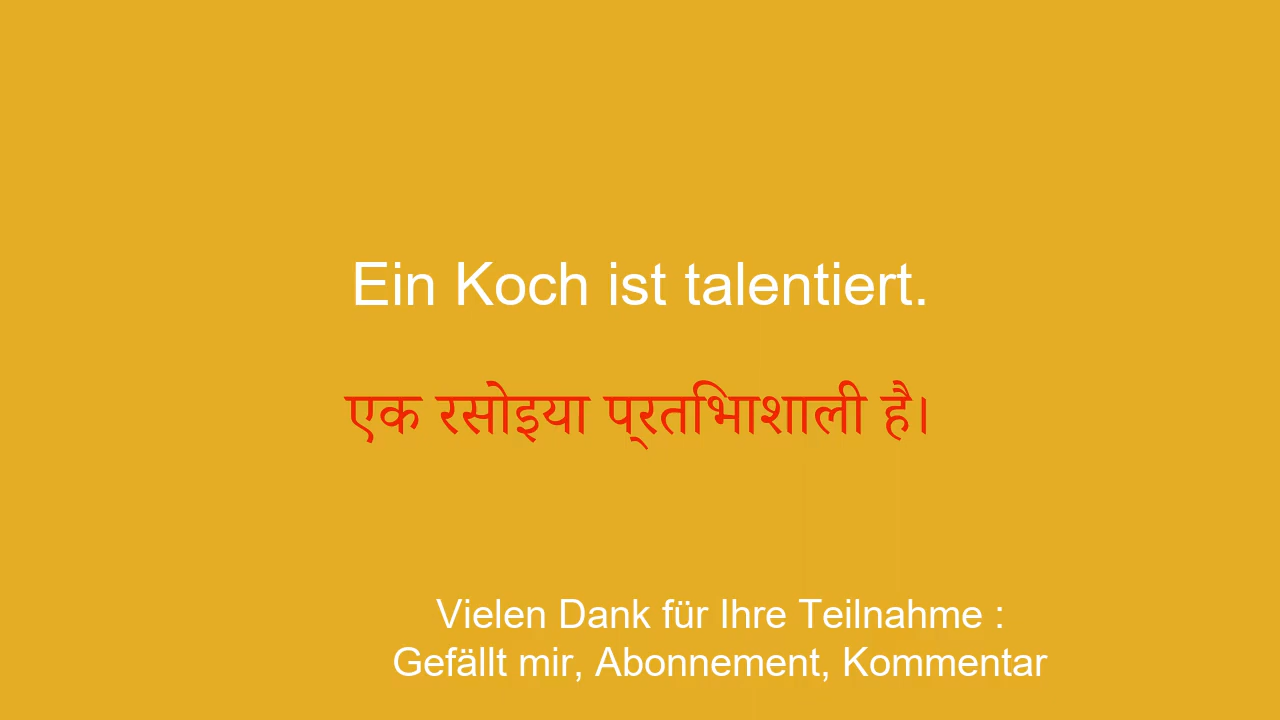 Ein Koch ist talentiert.
एक रसोइया प्रतिभाशाली है।
Vielen Dank für Ihre Teilnahme :
Gefällt mir, Abonnement, Kommentar